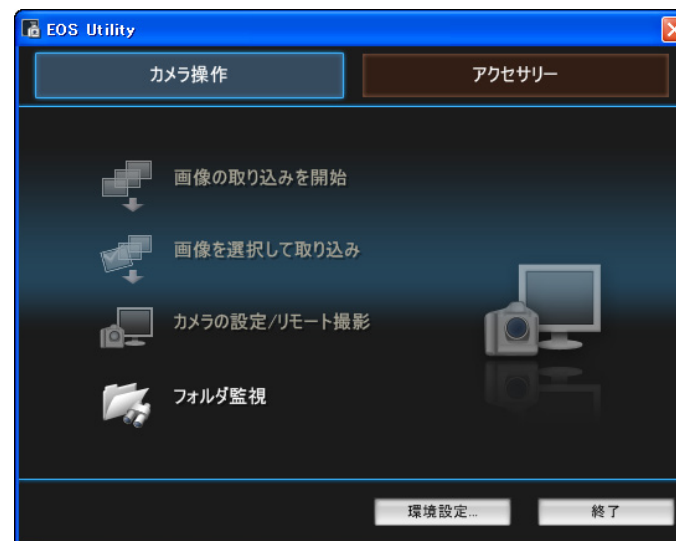 EOS Utility
カメラ操作
アクセサリー
画像の取り込みを開始
画像を選択して取り込み
カメラの設定/リモート撮影
フォルダ監視
環境設定...
終了